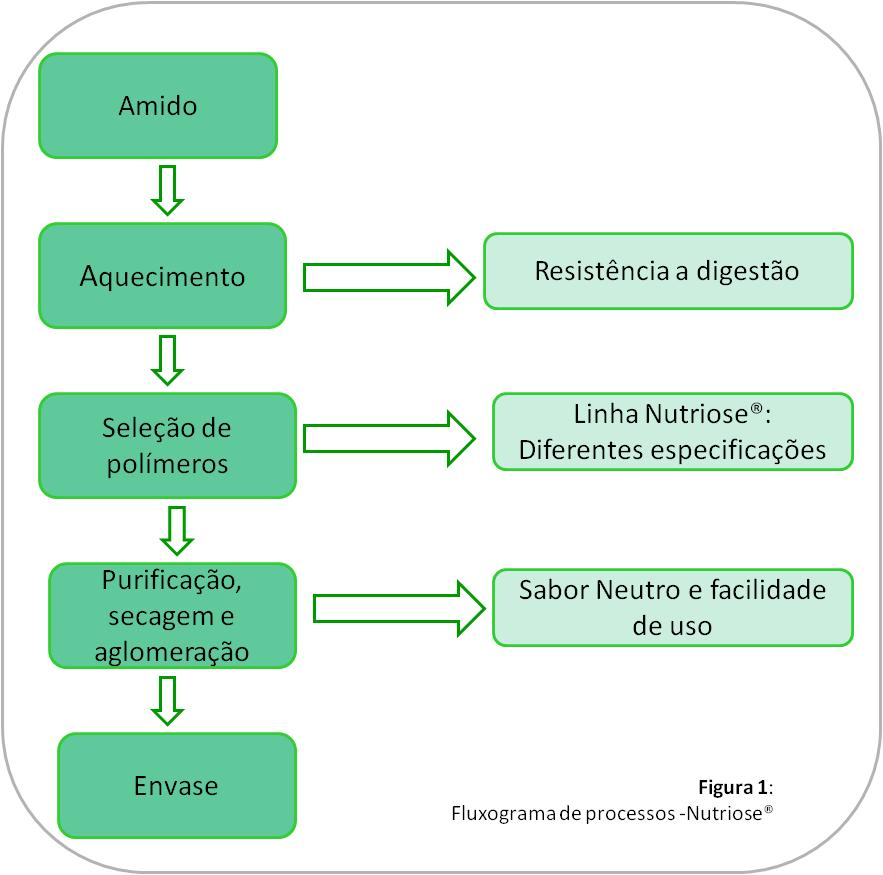 Amido
Aquecimento
Resistência a digestão
Seleção de
polímeros
Linha Nutriose®:
Diferentes especificações
Purificação,
secagem e
aglomeração
Sabor Neutro e facilidade
de uso
Envase
Figura 1:
Fluxograma de processos -Nutriose®